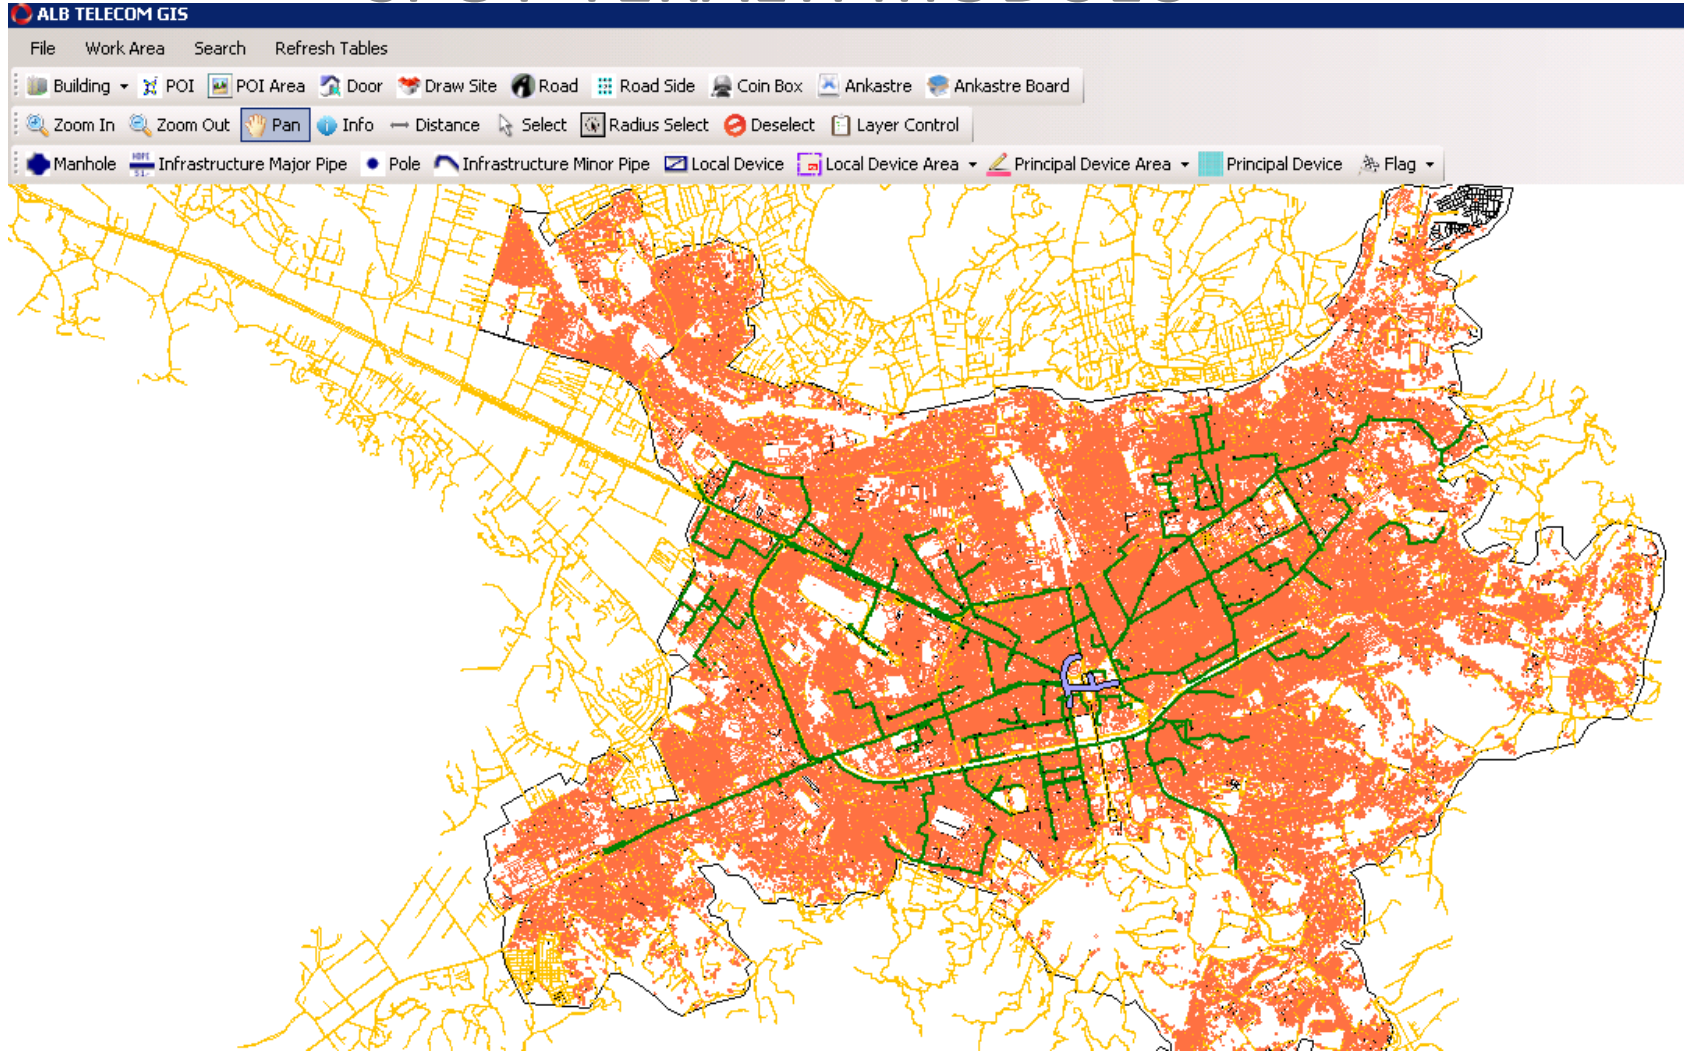 ALB TELECOM GIS
File Work Area Search Refresh Tables
Building POI POI Area Door Draw Site Road Road Side Coin Box Ankastre Ankastre Board
Zoom In Zoom Out Pan Info Distance Select Radius Select Deselect Layer Control
Manhole Infrastructure Major Pipe Pole Infrastructure Minor Pipe Local Device Local Device Area Principal Device Area Principal Device Flag